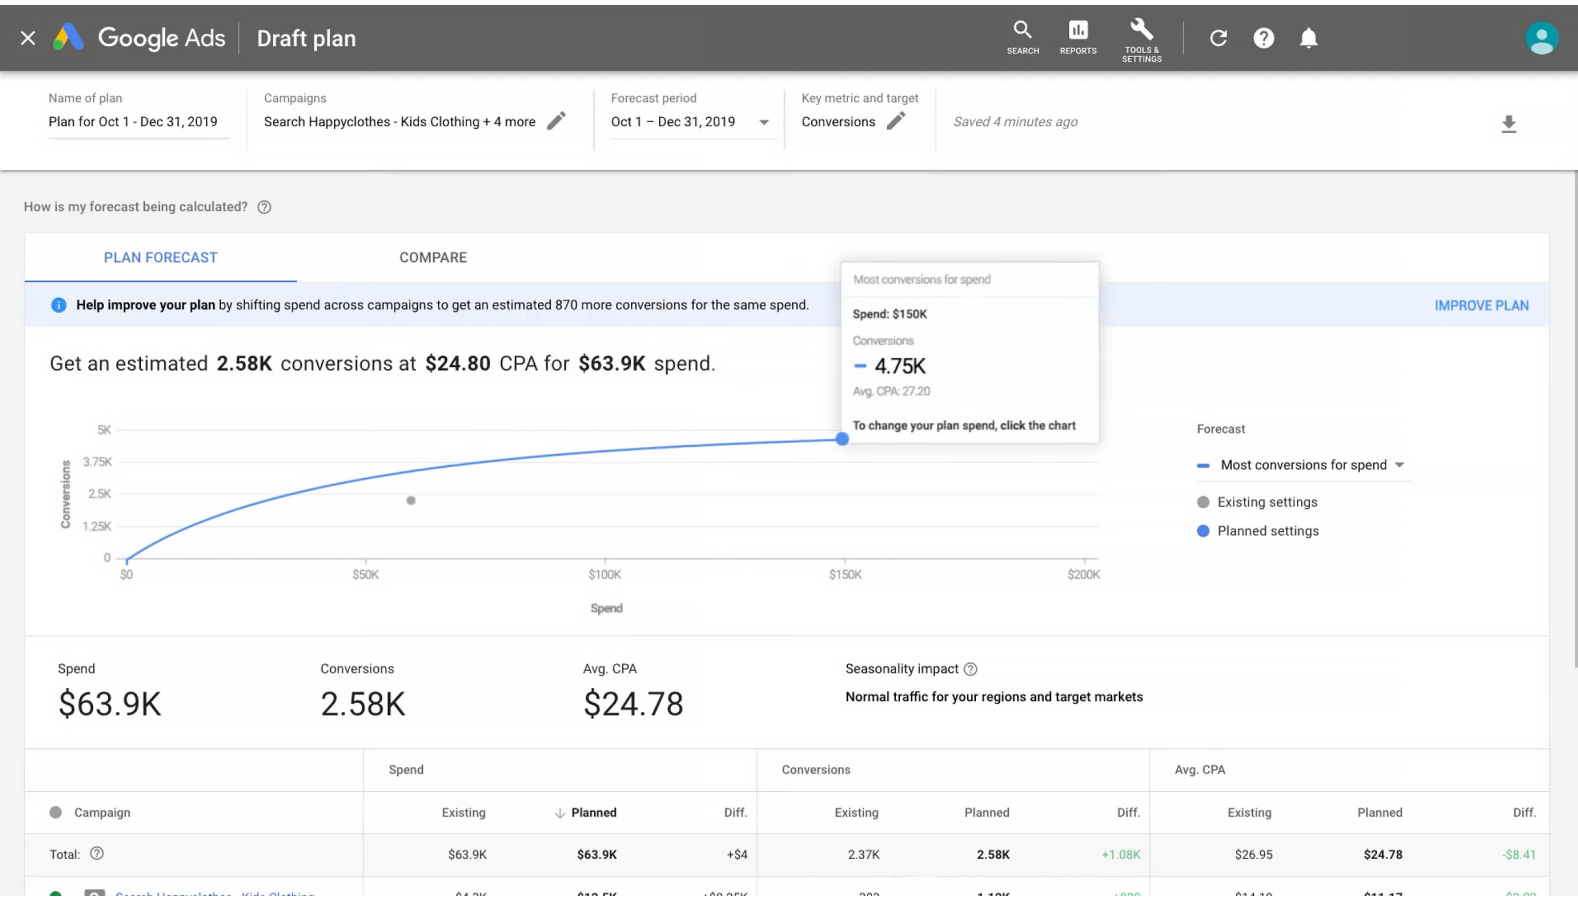 Google Ads
Draft plan
SEARCH
REPORTS
TOOLS &
SETTINGS
Name of plan
Plan for Oct 1 - Dec 31, 2019
Campaigns
Search Happyclothes - Kids Clothing + 4 more
Forecast period
Oct 1 – Dec 31, 2019
Key metric and target
Conversions
Saved 4 minutes ago
How is my forecast being calculated?
PLAN FORECAST
COMPARE
Help improve your plan by shifting spend across campaigns to get an estimated 870 more conversions for the same spend.
IMPROVE PLAN
Get an estimated 2.58K conversions at $24.80 CPA for $63.9K spend.
Most conversions for spend
Spend: $150K
Conversions
4.75K
Avg. CPA: 27.20
To change your plan spend, click the chart
Conversions
5K
3.75K
2.5K
1.25K
0
$0
$50K
$100K
$150K
$200K
Spend
Forecast
Most conversions for spend
Existing settings
Planned settings
Spend
$63.9K
Conversions
2.58K
Avg. CPA
$24.78
Seasonality impact
Normal traffic for your regions and target markets
Spend
Conversions
Avg. CPA
Campaign
Existing
Planned
Diff.
Existing
Planned
Diff.
Existing
Planned
Diff.
Total:
$63.9K
$63.9K
+$4
2.37K
2.58K
+1.08K
$26.95
$24.78
-$8.41
Search Happyclothes - Kids Clothing